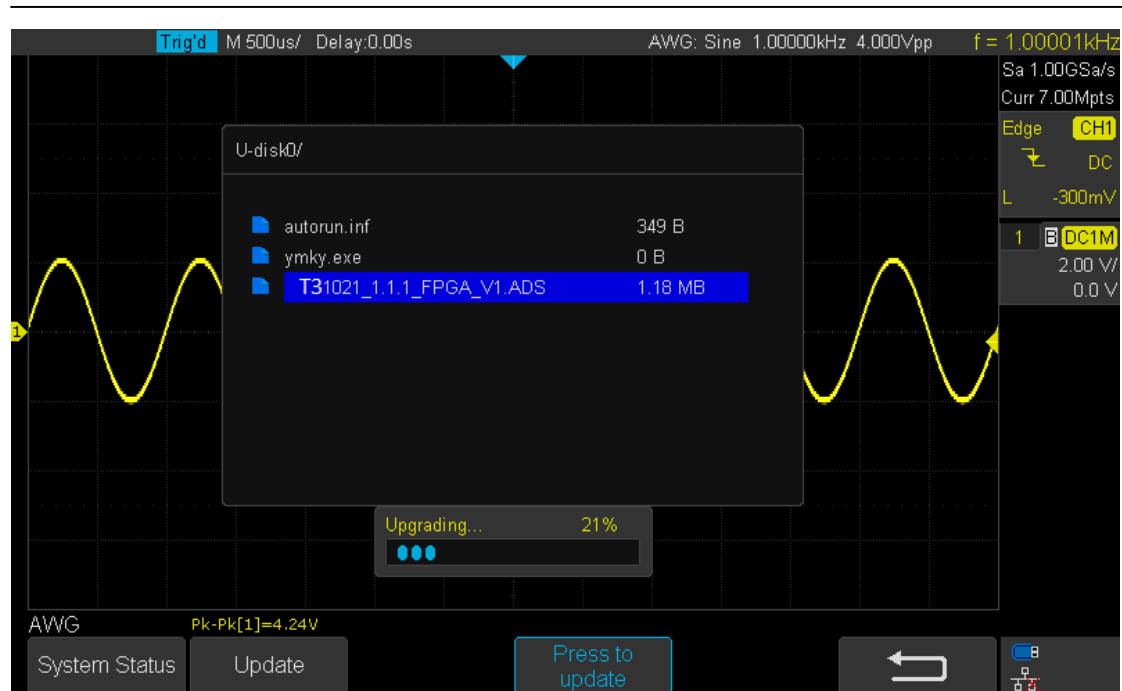 Trig'd M 500us/ Delay:0.00s AWG: Sine 1.00000kHz 4.000Vpp f = 1.00001kHz
Sa 1.00GSa/s
Curr 7.00Mpts
Edge CH1
DC
L -300mV
U-disk0/
autorun.inf 349 B
ymky.exe 0 B
T31021_1.1.1_FPGA_V1.ADS 1.18 MB
1 B DC1M
2.00 V/
0.0 V
1
Upgrading... 21%
AWG Pk-Pk[1]=4.24V
System Status Update Press to
update